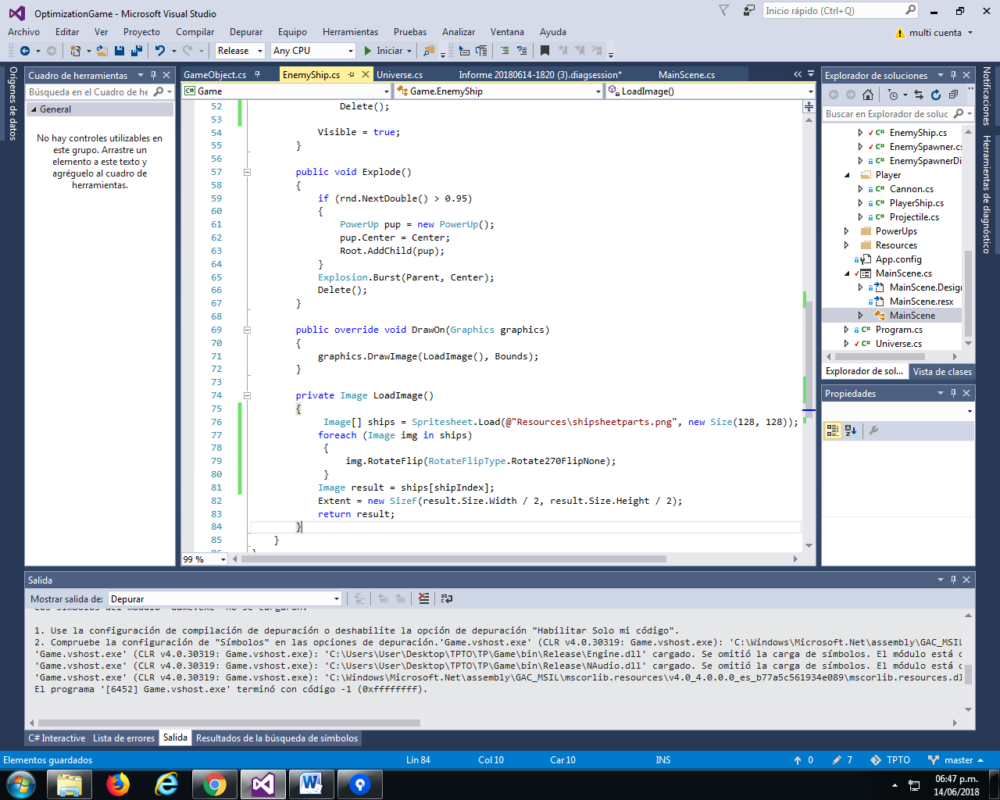 OptimizationGame - Microsoft Visual Studio
Inicio rápido (Ctrl+Q)
Archivo Editar Ver Proyecto Compilar Depurar Equipo Herramientas Pruebas Analizar Ventana Ayuda
multi cuenta
Release Any CPU Iniciar
Orígenes de datos
Cuadro de herramientas
Búsqueda en el Cuadro de he
General
No hay controles utilizables en
este grupo. Arrastre un
elemento a este texto y
agréguelo al cuadro de
herramientas.
GameObject.cs EnemyShip.cs Universe.cs Informe 20180614-1820 (3).diagsession* MainScene.cs
C# Game Game.EnemyShip LoadImage()
52 Delete();
53
54 Visible = true;
55 }
56
57 public void Explode()
58 {
59 if (rnd.NextDouble() > 0.95)
60 {
61 PowerUp pup = new PowerUp();
62 pup.Center = Center;
63 Root.AddChild(pup);
64 }
65 Explosion.Burst(Parent, Center);
66 Delete();
67 }
68
69 public override void DrawOn(Graphics graphics)
70 {
71 graphics.DrawImage(LoadImage(), Bounds);
72 }
73
74 private Image LoadImage()
75 {
76 Image[] ships = Spritesheet.Load(@"Resources\shipsheetparts.png", new Size(128, 128));
77 foreach (Image img in ships)
78 {
79 img.RotateFlip(RotateFlipType.Rotate270FlipNone);
80 }
81 Image result = ships[shipIndex];
82 Extent = new SizeF(result.Size.Width / 2, result.Size.Height / 2);
83 return result;
84 }
85 }
86 }
99 %
Explorador de soluciones
Buscar en Explorador de soluc
C# EnemyShip.cs
C# EnemySpawner.cs
C# EnemySpawnerDi
Player
C# Cannon.cs
C# PlayerShip.cs
C# Projectile.cs
PowerUps
Resources
App.config
MainScene.cs
MainScene.Desig
MainScene.resx
MainScene
C# Program.cs
C# Universe.cs
Explorador de sol... Vista de clases
Propiedades
Notificaciones
Herramientas de diagnóstico
Salida
Mostrar salida de: Depurar
Los símbolos del módulo 'Game.exe' no se cargaron.
1. Use la configuración de compilación de depuración o deshabilite la opción de depuración "Habilitar Solo mi código".
2. Compruebe la configuración de "Símbolos" en las opciones de depuración.'Game.vshost.exe' (CLR v4.0.30319: Game.vshost.exe): 'C:\Windows\Microsoft.Net\assembly\GAC_MSIL
'Game.vshost.exe' (CLR v4.0.30319: Game.vshost.exe): 'C:\Users\User\Desktop\TPTO\TP\Game\bin\Release\Engine.dll' cargado. Se omitió la carga de símbolos. El módulo está o
'Game.vshost.exe' (CLR v4.0.30319: Game.vshost.exe): 'C:\Users\User\Desktop\TPTO\TP\Game\bin\Release\NAudio.dll' cargado. Se omitió la carga de símbolos. El módulo está o
'Game.vshost.exe' (CLR v4.0.30319: Game.vshost.exe): 'C:\Windows\Microsoft.Net\assembly\GAC_MSIL\mscorlib.resources\v4.0_4.0.0.0_es_b77a5c561934e089\mscorlib.resources.dl
El programa '[6452] Game.vshost.exe' terminó con código -1 (0xffffffff).
C# Interactive Lista de errores Salida Resultados de la búsqueda de símbolos
Elementos guardados Lín 84 Col 10 Car 10 INS 0 7 TPTO master
06:47 p.m.
14/06/2018